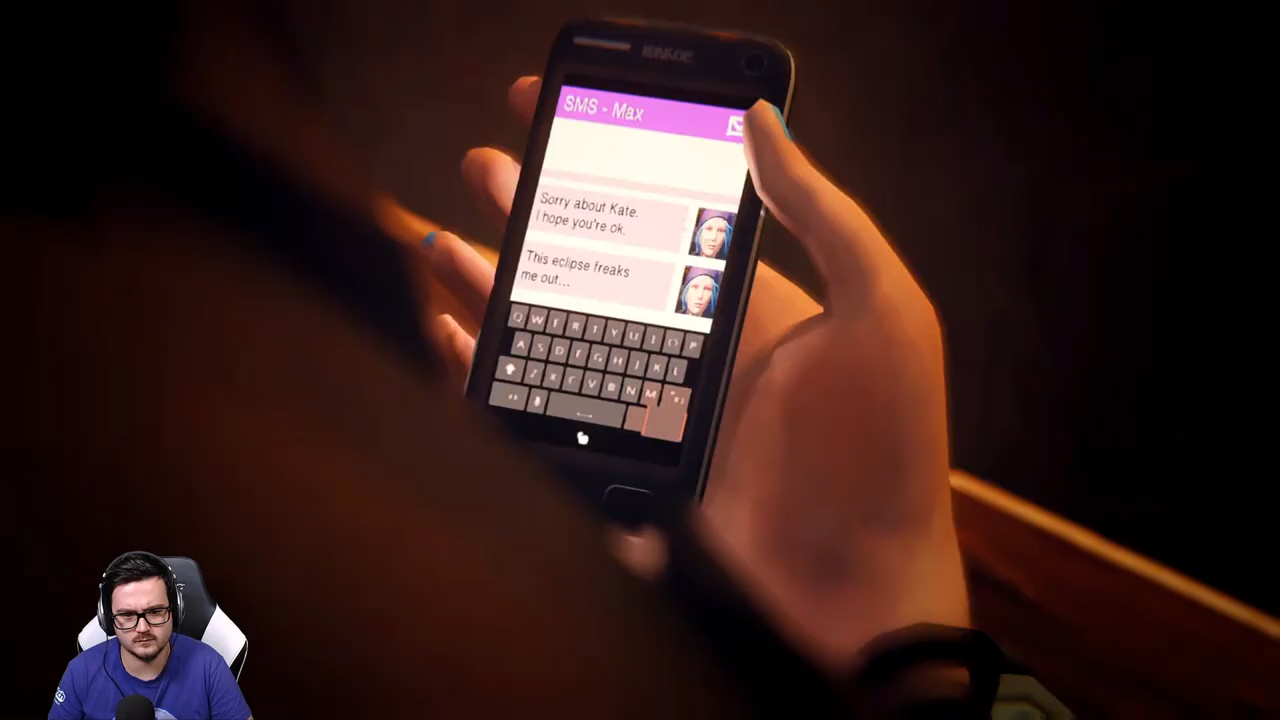 SMS - Max
Sorry about Kate.
I hope you're ok.
This eclipse freaks
me out...
Q W E R T Y U I O P
A S D F G H J K L
Z X C V B N M